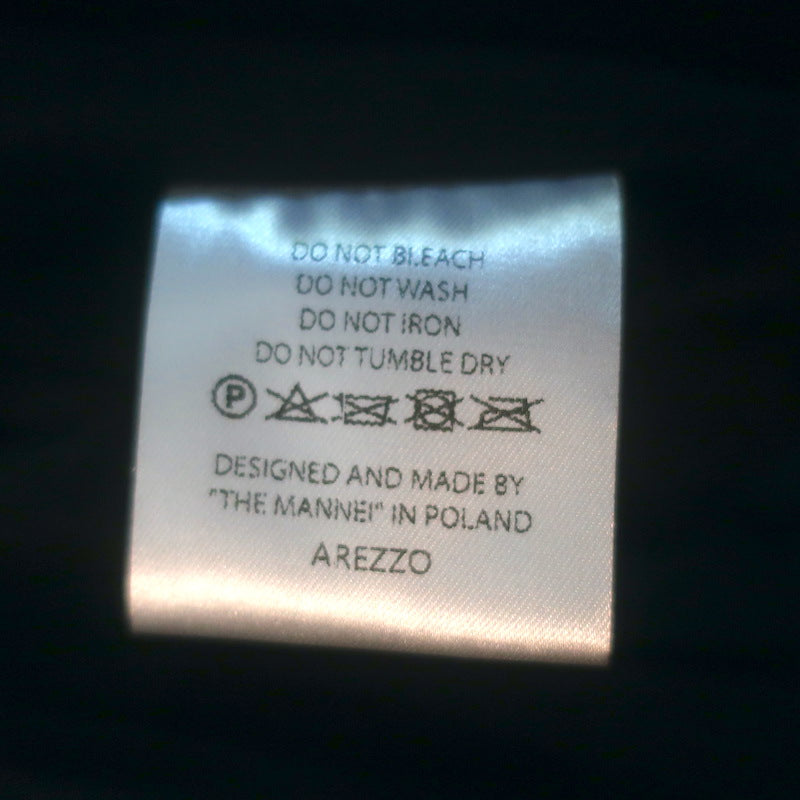 DO NOT BLEACH
DO NOT WASH
DO NOT IRON
DO NOT TUMBLE DRY
P
DESIGNED AND MADE BY
"THE MANNEI" IN POLAND
AREZZO